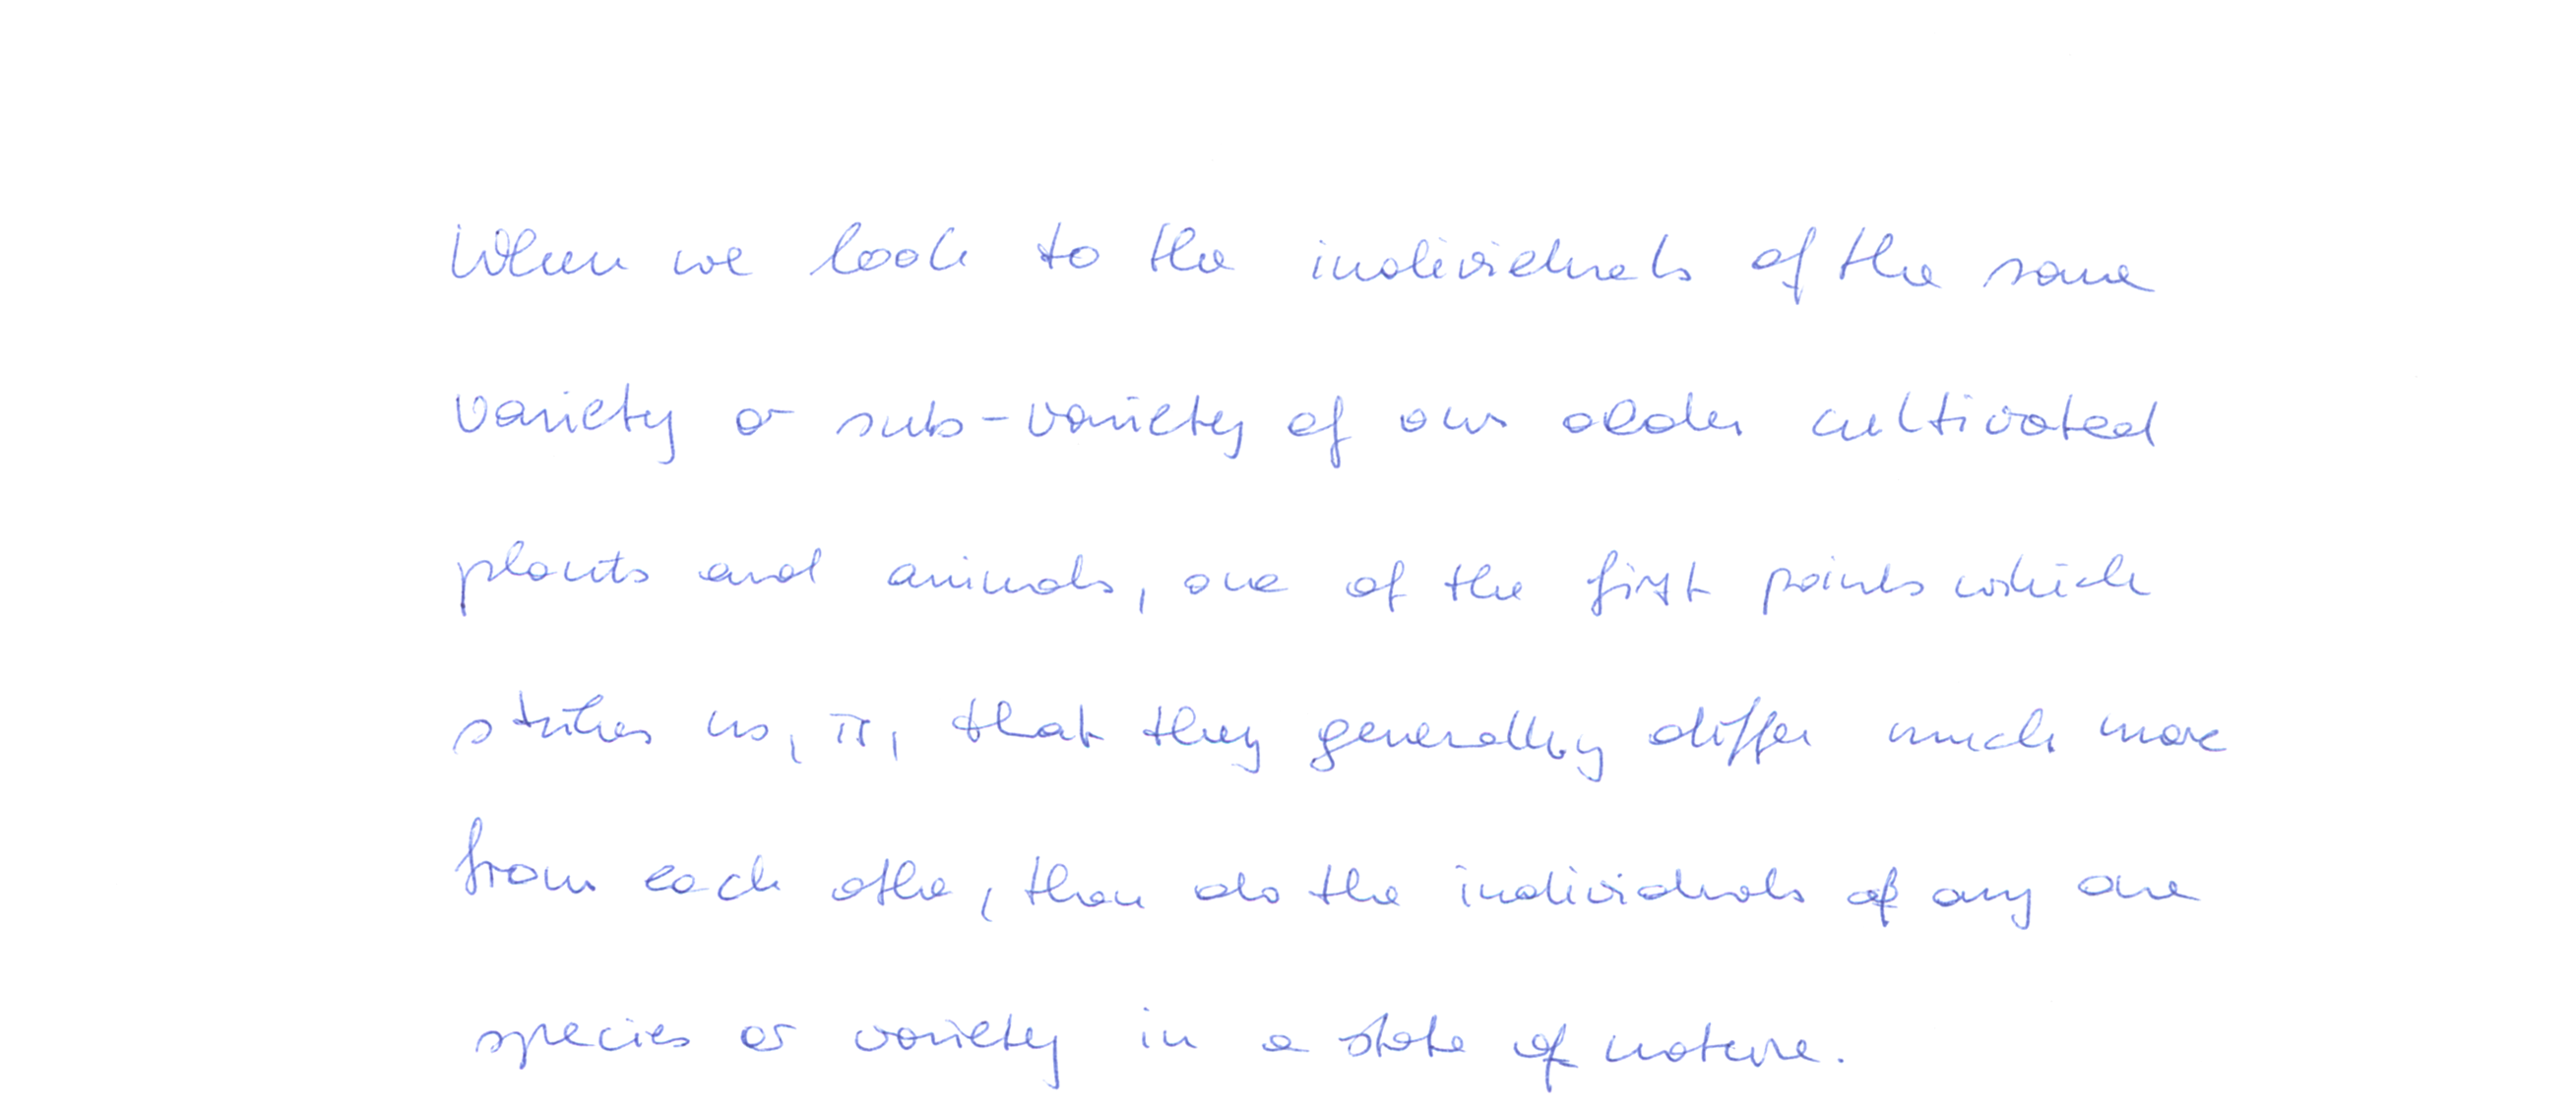 When we look to the individuals of the same
variety or sub-variety of our older cultivated
plants and animals, one of the first points which
strikes us, is, that they generally differ much more
from each other, than do the individuals of any one
species or variety in a state of nature.